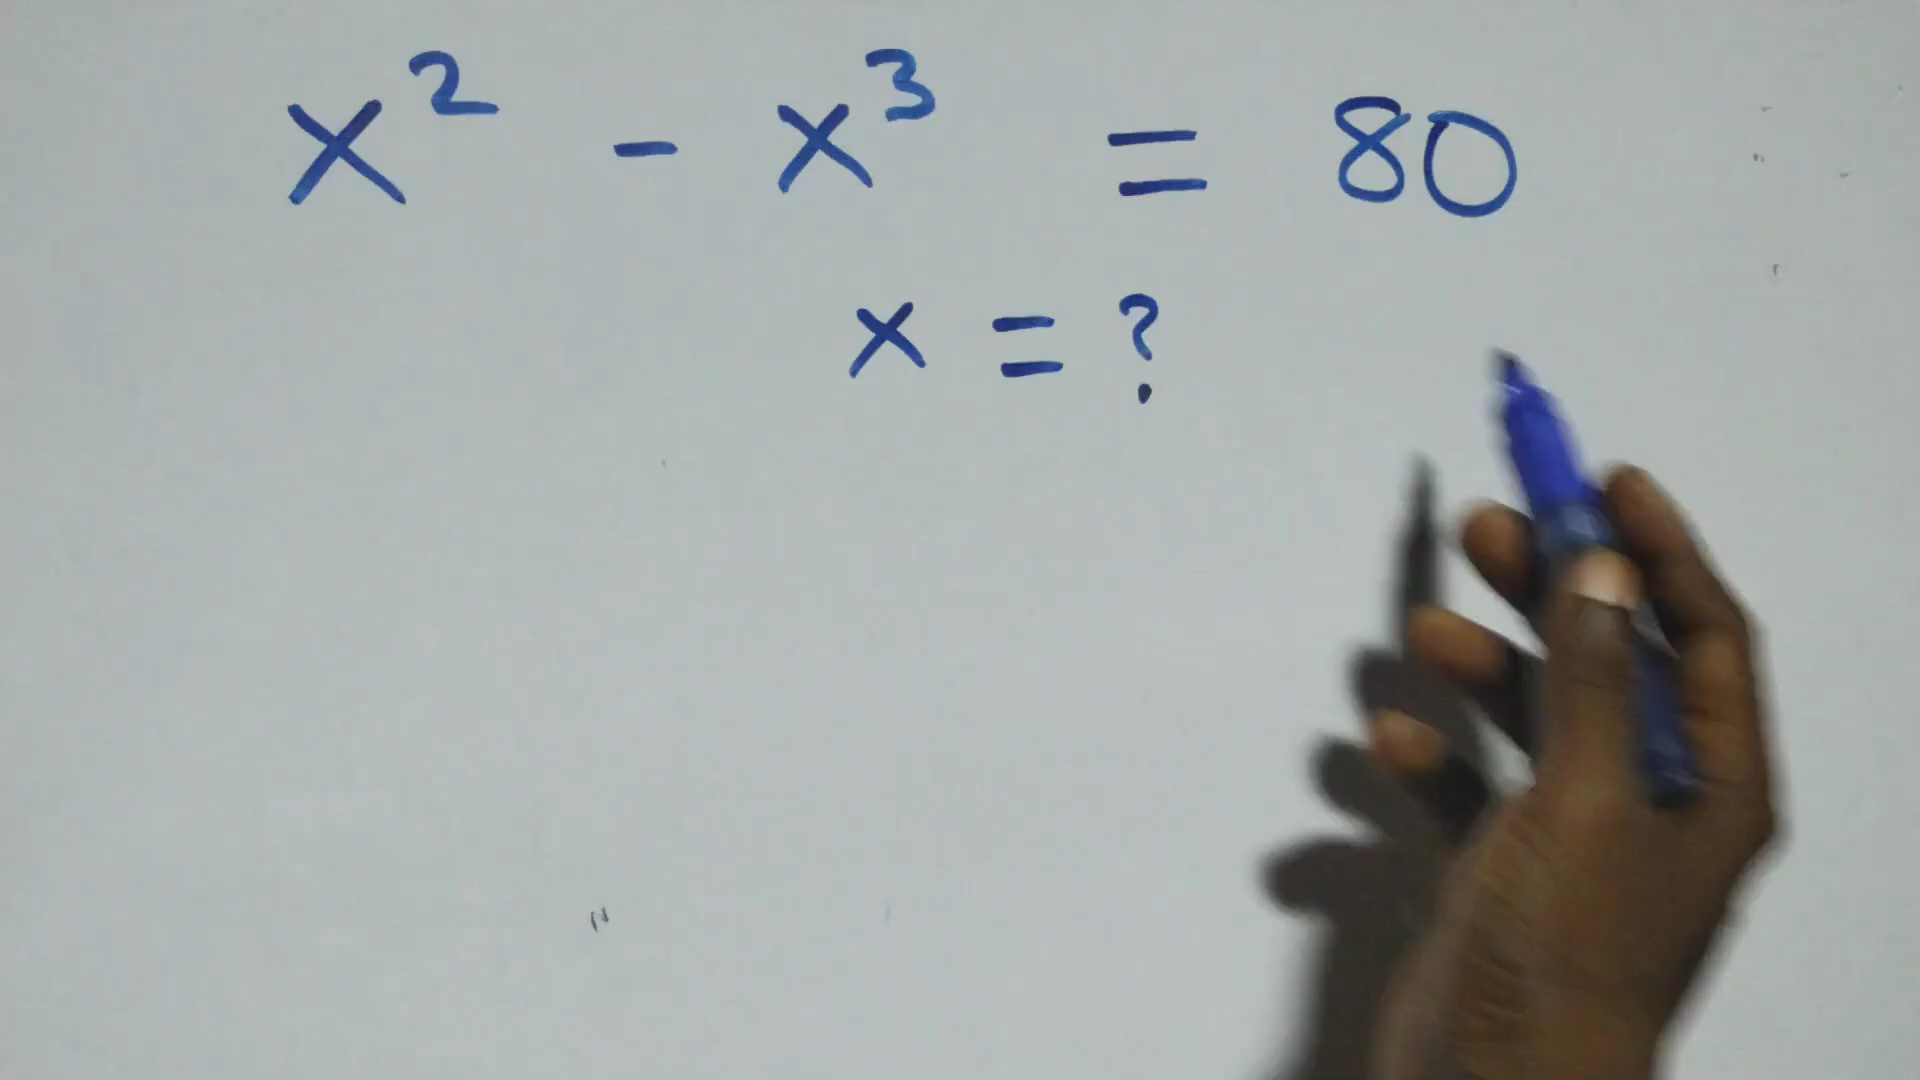 x² - x³ = 80
x = ?